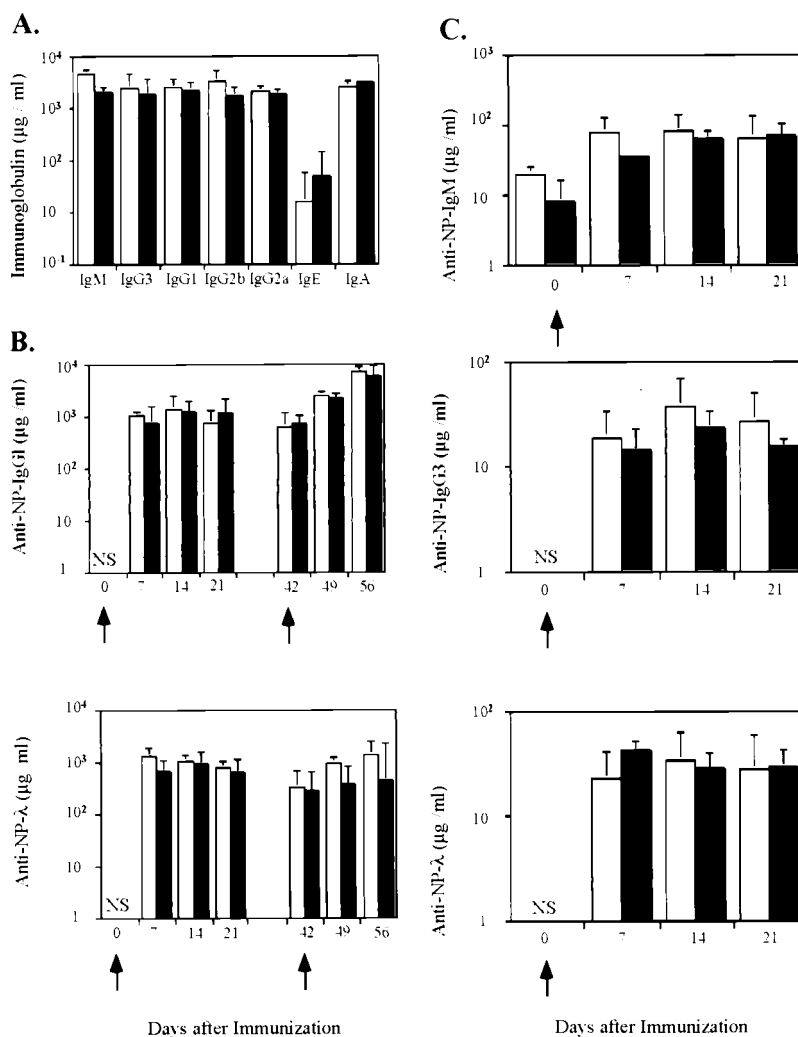 A.
Immunoglobulin (µg / ml)
10⁴
10³
10²
10
10⁻¹
IgM IgG3 IgG1 IgG2b IgG2a IgE IgA
B.
Anti-NP-IgG1 (µg /ml)
10⁴
10³
10²
10
1
NS
0 7 14 21 42 49 56
Anti-NP-λ (µg ml)
10⁴
10³
10²
10
1
NS
0 7 14 21 42 49 56
Days after Immunization
C.
Anti-NP-IgM (µg /ml)
10³
10²
10
1
0 7 14 21
Anti-NP-IgG3 (µg /ml)
10²
10
1
NS
0 7 14 21
Anti-NP-λ (µg /ml)
10²
10
1
NS
0 7 14 21
Days after Immunization